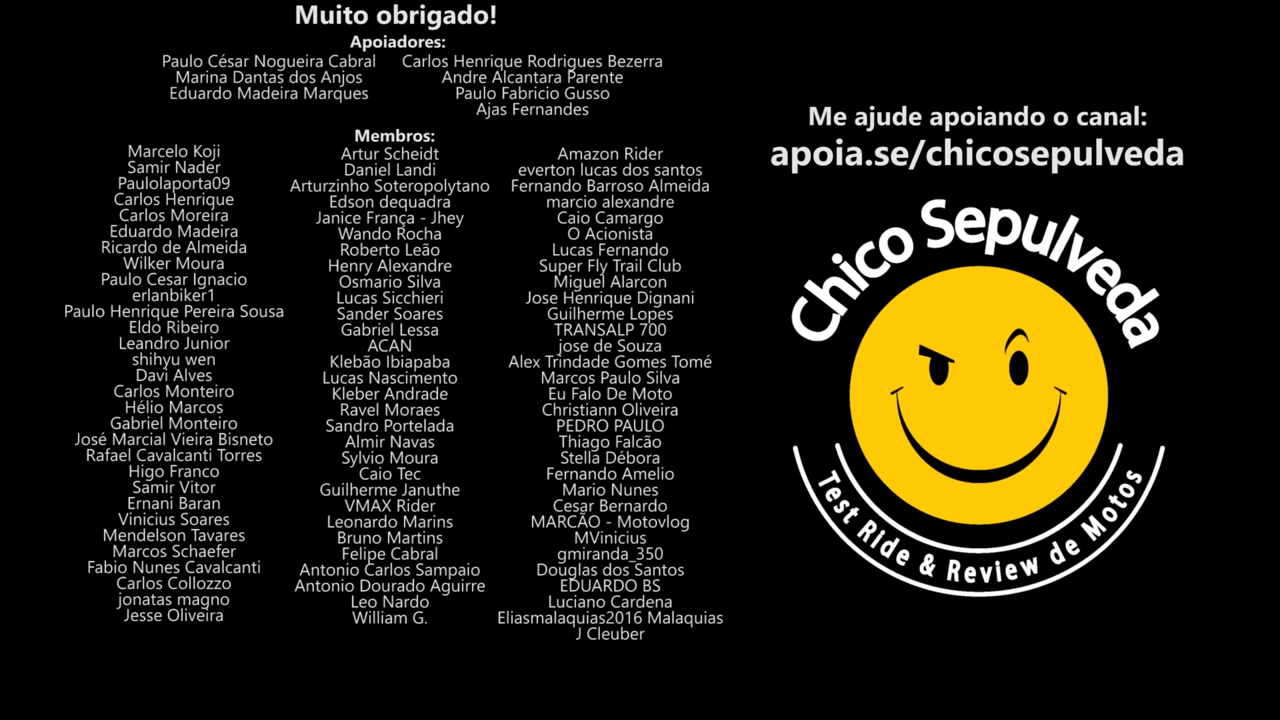 Muito obrigado!
Apoiadores:
Paulo César Nogueira Cabral
Marina Dantas dos Anjos
Eduardo Madeira Marques
Carlos Henrique Rodrigues Bezerra
Andre Alcantara Parente
Paulo Fabricio Gusso
Ajas Fernandes
Membros:
Marcelo Koji
Samir Nader
Paulolaporta09
Carlos Henrique
Carlos Moreira
Eduardo Madeira
Ricardo de Almeida
Wilker Moura
Paulo Cesar Ignacio
erlanbiker1
Paulo Henrique Pereira Sousa
Eldo Ribeiro
Leandro Junior
shihyu wen
Davi Alves
Carlos Monteiro
Hélio Marcos
Gabriel Monteiro
José Marcial Vieira Bisneto
Rafael Cavalcanti Torres
Higo Franco
Samir Vitor
Ernani Baran
Vinicius Soares
Mendelson Tavares
Marcos Schaefer
Fabio Nunes Cavalcanti
Carlos Collozzo
jonatas magno
Jesse Oliveira
Artur Scheidt
Daniel Landi
Arturzinho Soteropolytano
Edson dequadra
Janice França - Jhey
Wando Rocha
Roberto Leão
Henry Alexandre
Osmario Silva
Lucas Sicchieri
Sander Soares
Gabriel Lessa
ACAN
Klebão Ibiapaba
Lucas Nascimento
Kleber Andrade
Ravel Moraes
Sandro Portelada
Almir Navas
Sylvio Moura
Caio Tec
Guilherme Januthe
VMAX Rider
Leonardo Marins
Bruno Martins
Felipe Cabral
Antonio Carlos Sampaio
Antonio Dourado Aguirre
Leo Nardo
William G.
Amazon Rider
everton lucas dos santos
Fernando Barroso Almeida
marcio alexandre
Caio Camargo
O Acionista
Lucas Fernando
Super Fly Trail Club
Miguel Alarcon
Jose Henrique Dignani
Guilherme Lopes
TRANSALP 700
jose de Souza
Alex Trindade Gomes Tomé
Marcos Paulo Silva
Eu Falo De Moto
Christiann Oliveira
PEDRO PAULO
Thiago Falcão
Stella Débora
Fernando Amelio
Mario Nunes
Cesar Bernardo
MARCÃO - Motovlog
MVinicius
gmiranda_350
Douglas dos Santos
EDUARDO BS
Luciano Cardena
Eliasmalaquias2016 Malaquias
J Cleuber
Me ajude apoiando o canal:
apoia.se/chicosepulveda
Chico Sepulveda
Test Ride & Review de Motos